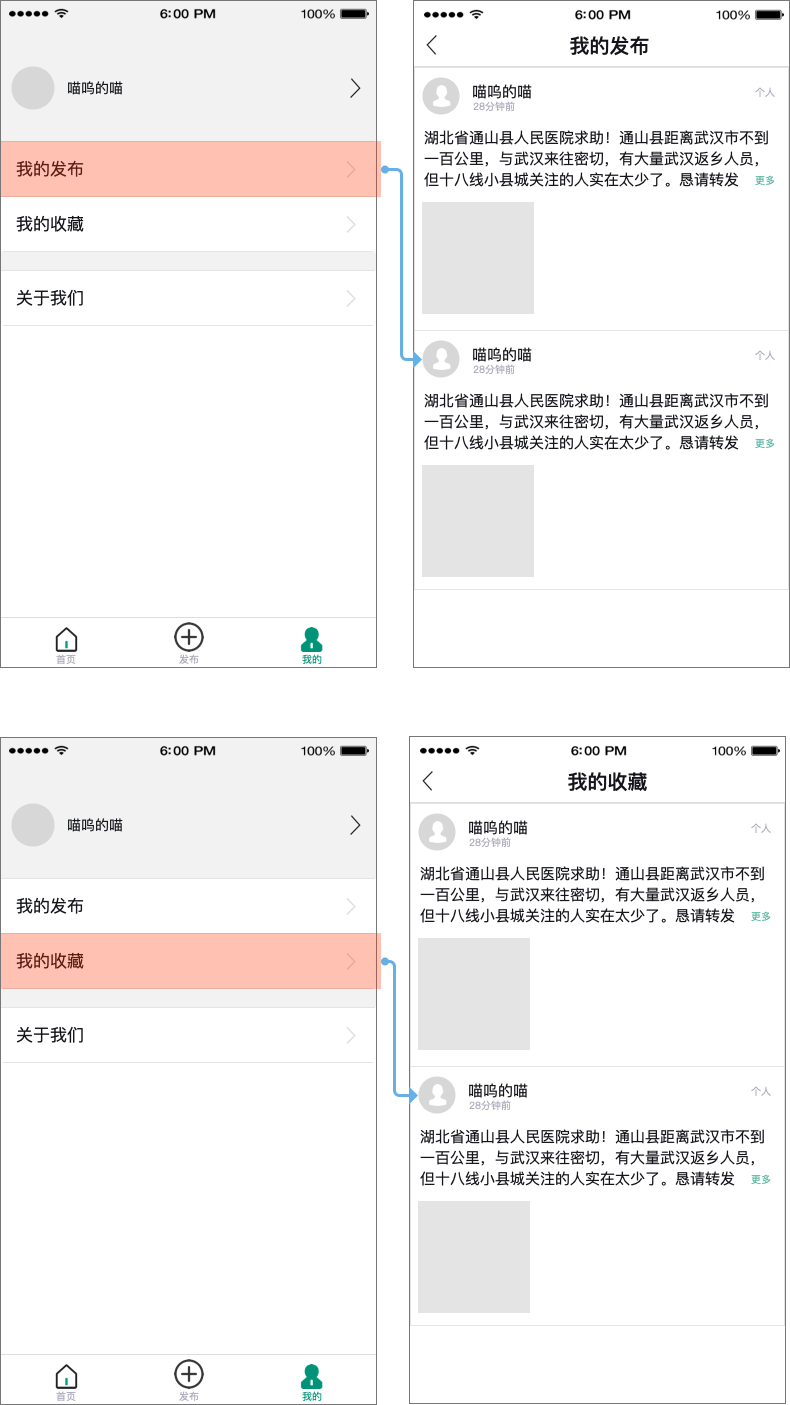 6:00 PM 100%
喵呜的喵
我的发布
我的收藏
关于我们
首页 发布 我的
6:00 PM 100%
我的发布
喵呜的喵 个人
28分钟前
湖北省通山县人民医院求助！通山县距离武汉市不到
一百公里，与武汉来往密切，有大量武汉返乡人员，
但十八线小县城关注的人实在太少了。恳请转发 更多
喵呜的喵 个人
28分钟前
湖北省通山县人民医院求助！通山县距离武汉市不到
一百公里，与武汉来往密切，有大量武汉返乡人员，
但十八线小县城关注的人实在太少了。恳请转发 更多
6:00 PM 100%
喵呜的喵
我的发布
我的收藏
关于我们
首页 发布 我的
6:00 PM 100%
我的收藏
喵呜的喵 个人
28分钟前
湖北省通山县人民医院求助！通山县距离武汉市不到
一百公里，与武汉来往密切，有大量武汉返乡人员，
但十八线小县城关注的人实在太少了。恳请转发 更多
喵呜的喵 个人
28分钟前
湖北省通山县人民医院求助！通山县距离武汉市不到
一百公里，与武汉来往密切，有大量武汉返乡人员，
但十八线小县城关注的人实在太少了。恳请转发 更多